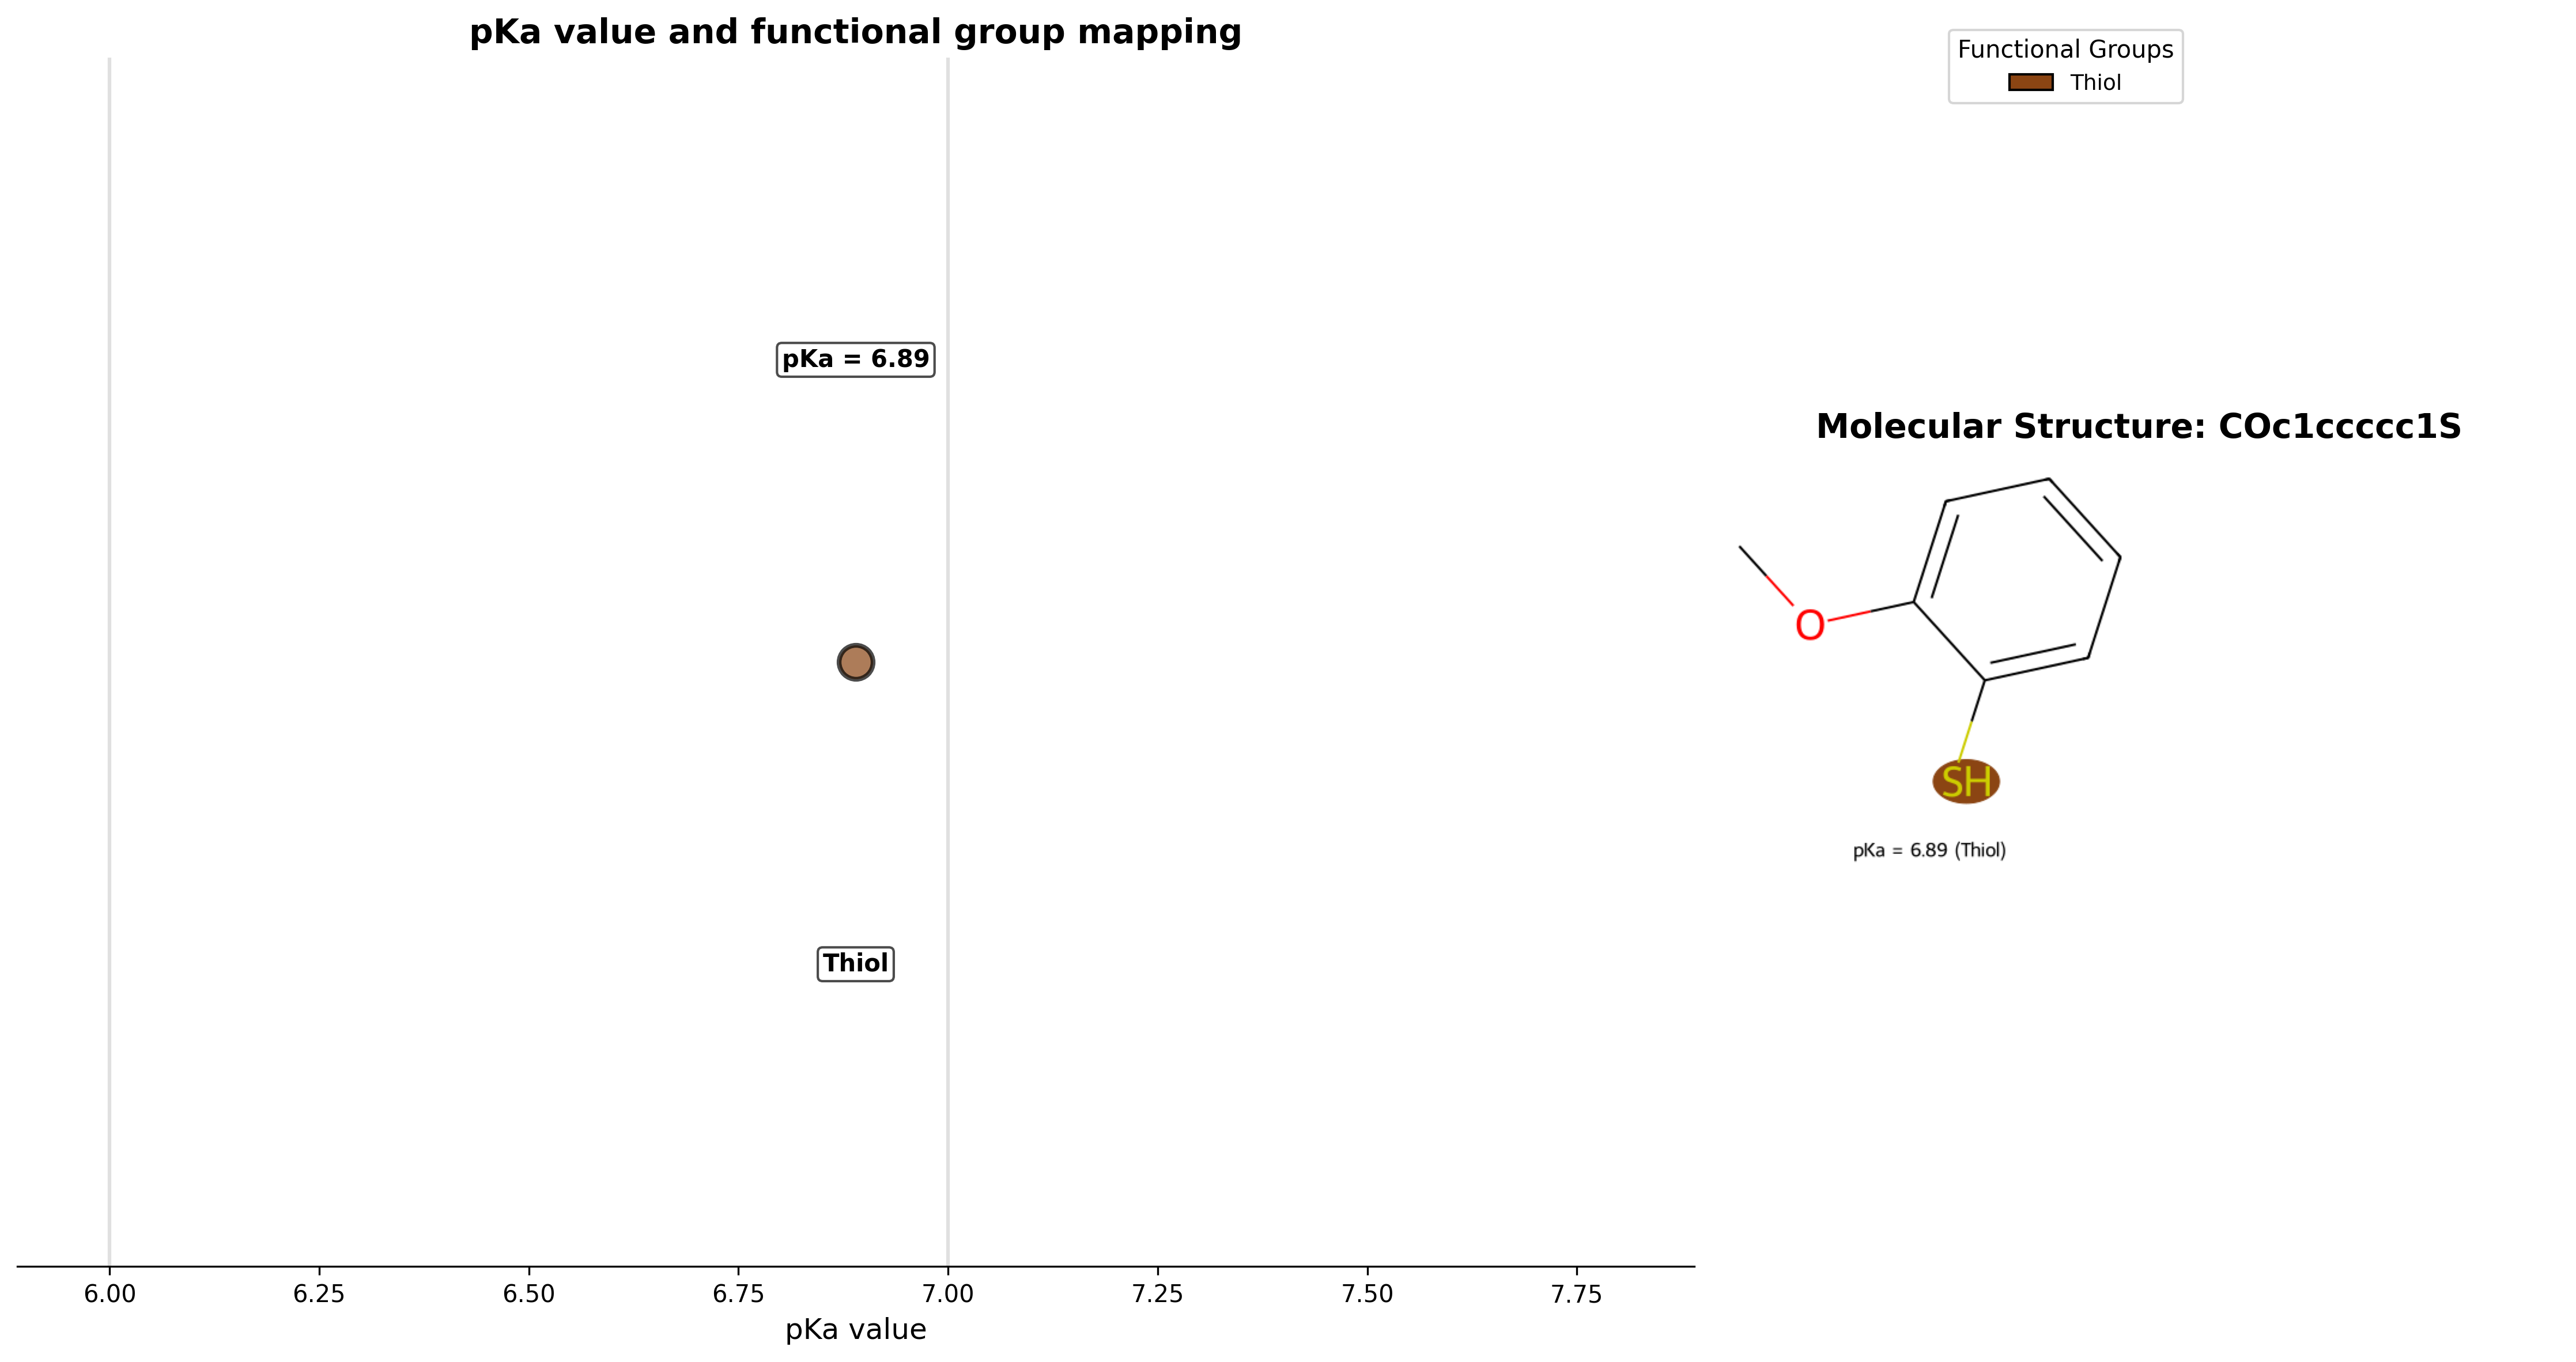 pKa value and functional group mapping
pKa = 6.89
Thiol
6.00 6.25 6.50 6.75 7.00 7.25 7.50 7.75
pKa value
Functional Groups
Thiol
Molecular Structure: COc1ccccc1S
O
SH
pKa = 6.89 (Thiol)